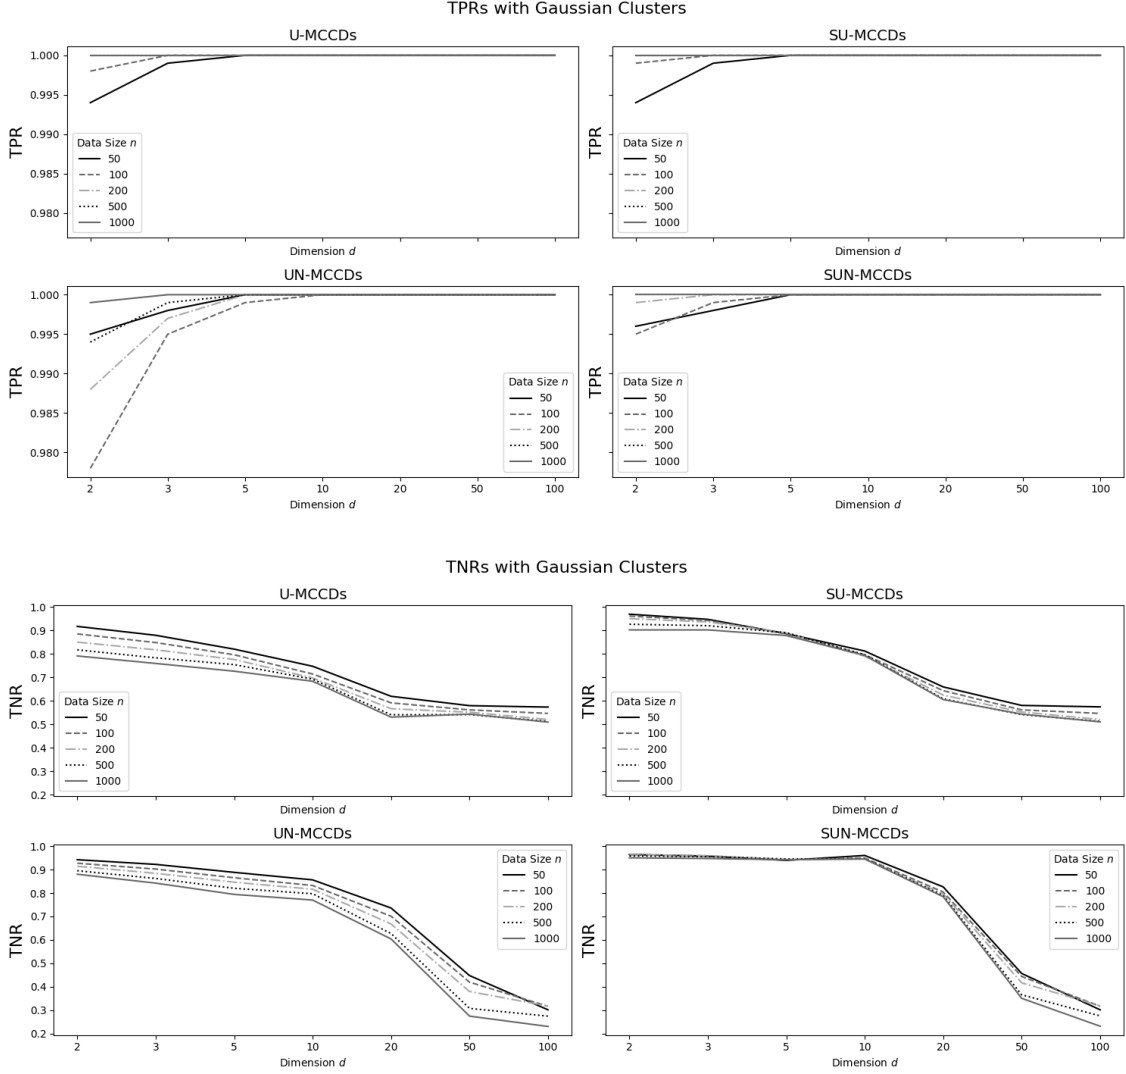 TPRs with Gaussian Clusters
U-MCCDs
SU-MCCDs
1.000
0.995
0.990
0.985
0.980
TPR
Data Size n
50
100
200
500
1000
Dimension d
TPR
Data Size n
50
100
200
500
1000
Dimension d
UN-MCCDs
SUN-MCCDs
1.000
0.995
0.990
0.985
0.980
TPR
Data Size n
50
100
200
500
1000
2 3 5 10 20 50 100
Dimension d
TPR
Data Size n
50
100
200
500
1000
2 3 5 10 20 50 100
Dimension d
TNRs with Gaussian Clusters
U-MCCDs
SU-MCCDs
1.0
0.9
0.8
0.7
0.6
0.5
0.4
0.3
0.2
TNR
Data Size n
50
100
200
500
1000
Dimension d
TNR
Data Size n
50
100
200
500
1000
Dimension d
UN-MCCDs
SUN-MCCDs
1.0
0.9
0.8
0.7
0.6
0.5
0.4
0.3
0.2
TNR
Data Size n
50
100
200
500
1000
2 3 5 10 20 50 100
Dimension d
TNR
Data Size n
50
100
200
500
1000
2 3 5 10 20 50 100
Dimension d